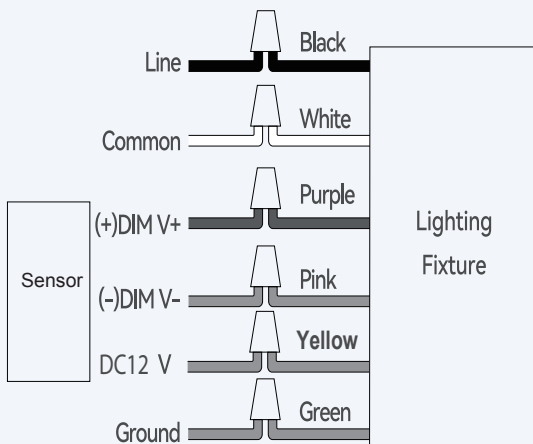 Black
Line
White
Common
Purple
(+)DIM V+
Lighting
Fixture
Sensor
Pink
(-)DIM V-
Yellow
DC12 V
Green
Ground